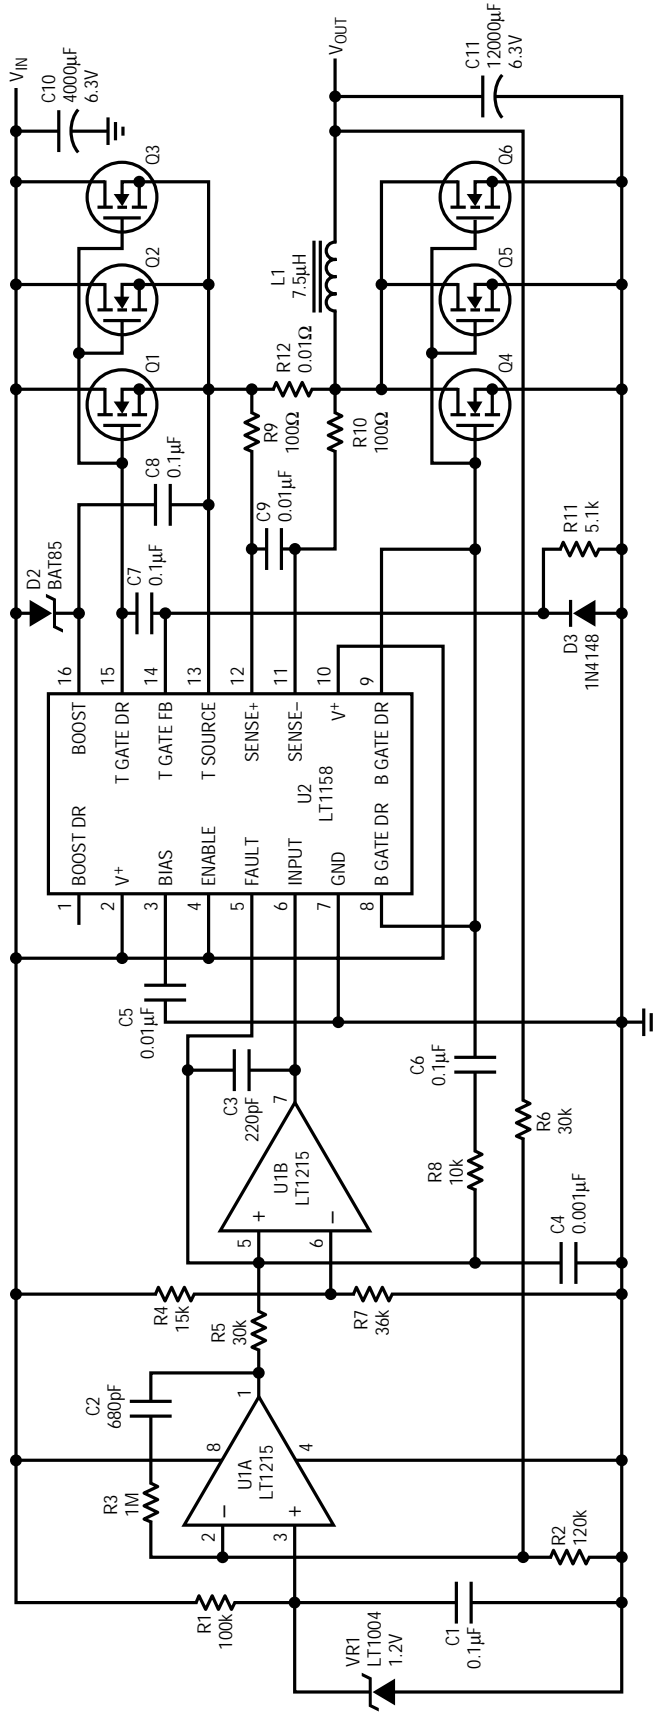 VIN
C10
4000µF
6.3V
VOUT
C11
12000µF
6.3V
Q3
Q2
Q1
Q6
Q5
Q4
L1
7.5µH
R12
0.01Ω
R9
100Ω
R10
100Ω
C8
0.1µF
C9
0.01µF
D2
BAT85
C7
0.1µF
R11
5.1k
D3
1N4148
16
15
14
13
12
11
10
9
BOOST
T GATE DR
T GATE FB
T SOURCE
SENSE+
SENSE–
V+
B GATE DR
U2
LT1158
BOOST DR
V+
BIAS
ENABLE
FAULT
INPUT
GND
B GATE DR
1
2
3
4
5
6
7
8
C5
0.01µF
C3
220pF
7
U1B
LT1215
+
–
5
6
C6
0.1µF
R8
10k
R6
30k
C4
0.001µF
R4
15k
R5
30k
R7
36k
C2
680pF
R3
1M
1
8
4
U1A
LT1215
–
+
2
3
R2
120k
R1
100k
C1
0.1µF
VR1
LT1004
1.2V